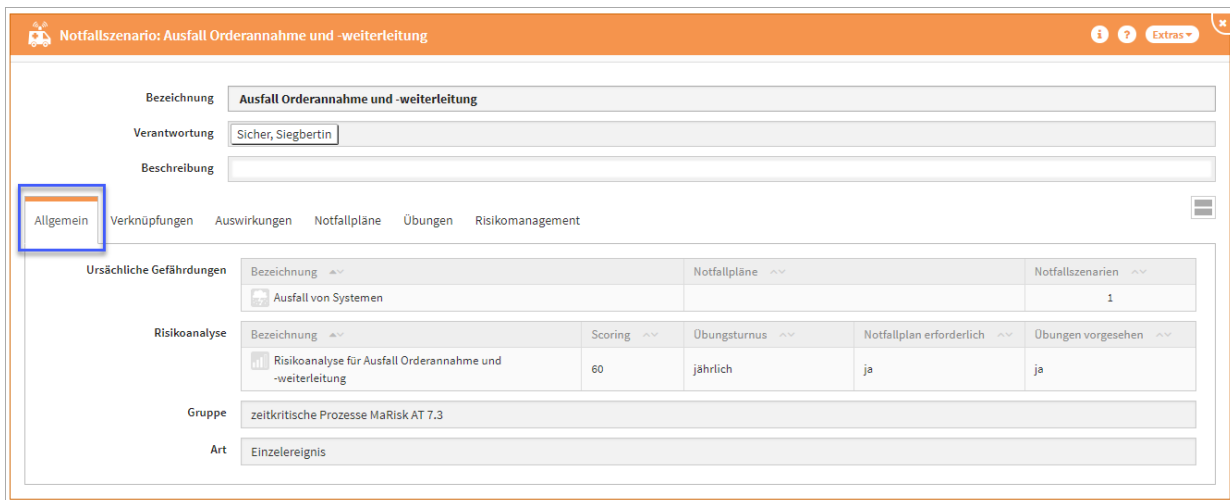 Notfallszenario: Ausfall Orderannahme und -weiterleitung
i ? Extras
Bezeichnung Ausfall Orderannahme und -weiterleitung
Verantwortung Sicher, Siegbertin
Beschreibung
Allgemein Verknüpfungen Auswirkungen Notfallpläne Übungen Risikomanagement
Ursächliche Gefährdungen Bezeichnung Notfallpläne Notfallszenarien
Ausfall von Systemen 1
Risikoanalyse Bezeichnung Scoring Übungsturnus Notfallplan erforderlich Übungen vorgesehen
Risikoanalyse für Ausfall Orderannahme und
-weiterleitung 60 jährlich ja ja
Gruppe zeitkritische Prozesse MaRisk AT 7.3
Art Einzelereignis